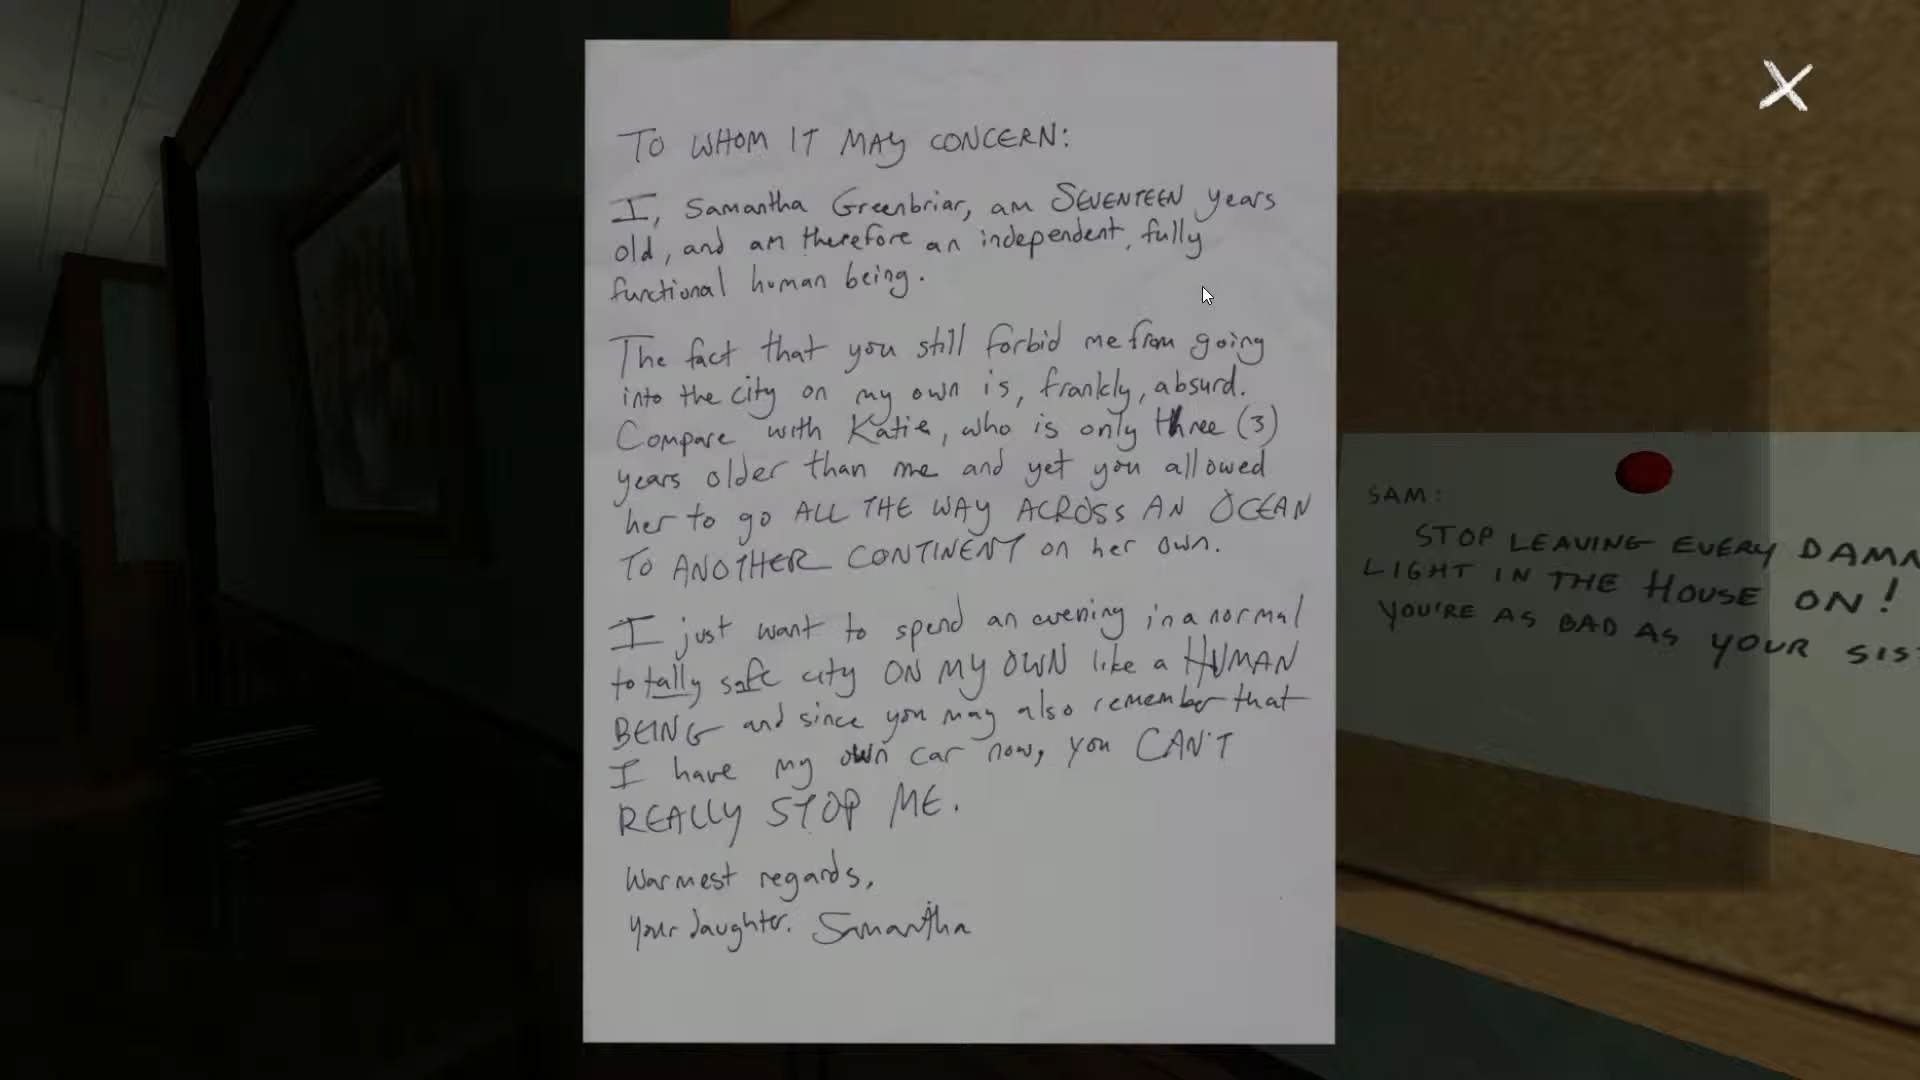 TO WHOM IT MAY CONCERN:
I, Samantha Greenbriar, am SEVENTEEN years
old, and am therefore an independent, fully
functional human being.
The fact that you still forbid me from going
into the city on my own is, frankly, absurd.
Compare with Katie, who is only three (3)
years older than me and yet you allowed
her to go ALL THE WAY ACROSS AN OCEAN
TO ANOTHER CONTINENT on her own.
I just want to spend an evening in a normal
totally safe city ON MY OWN like a HUMAN
BEING and since you may also remember that
I have my own car now, you CAN'T
REALLY STOP ME.
Warmest regards,
Your daughter. Samantha
SAM:
STOP LEAVING EVERY DAMN
LIGHT IN THE HOUSE ON!
YOU'RE AS BAD AS YOUR SIS